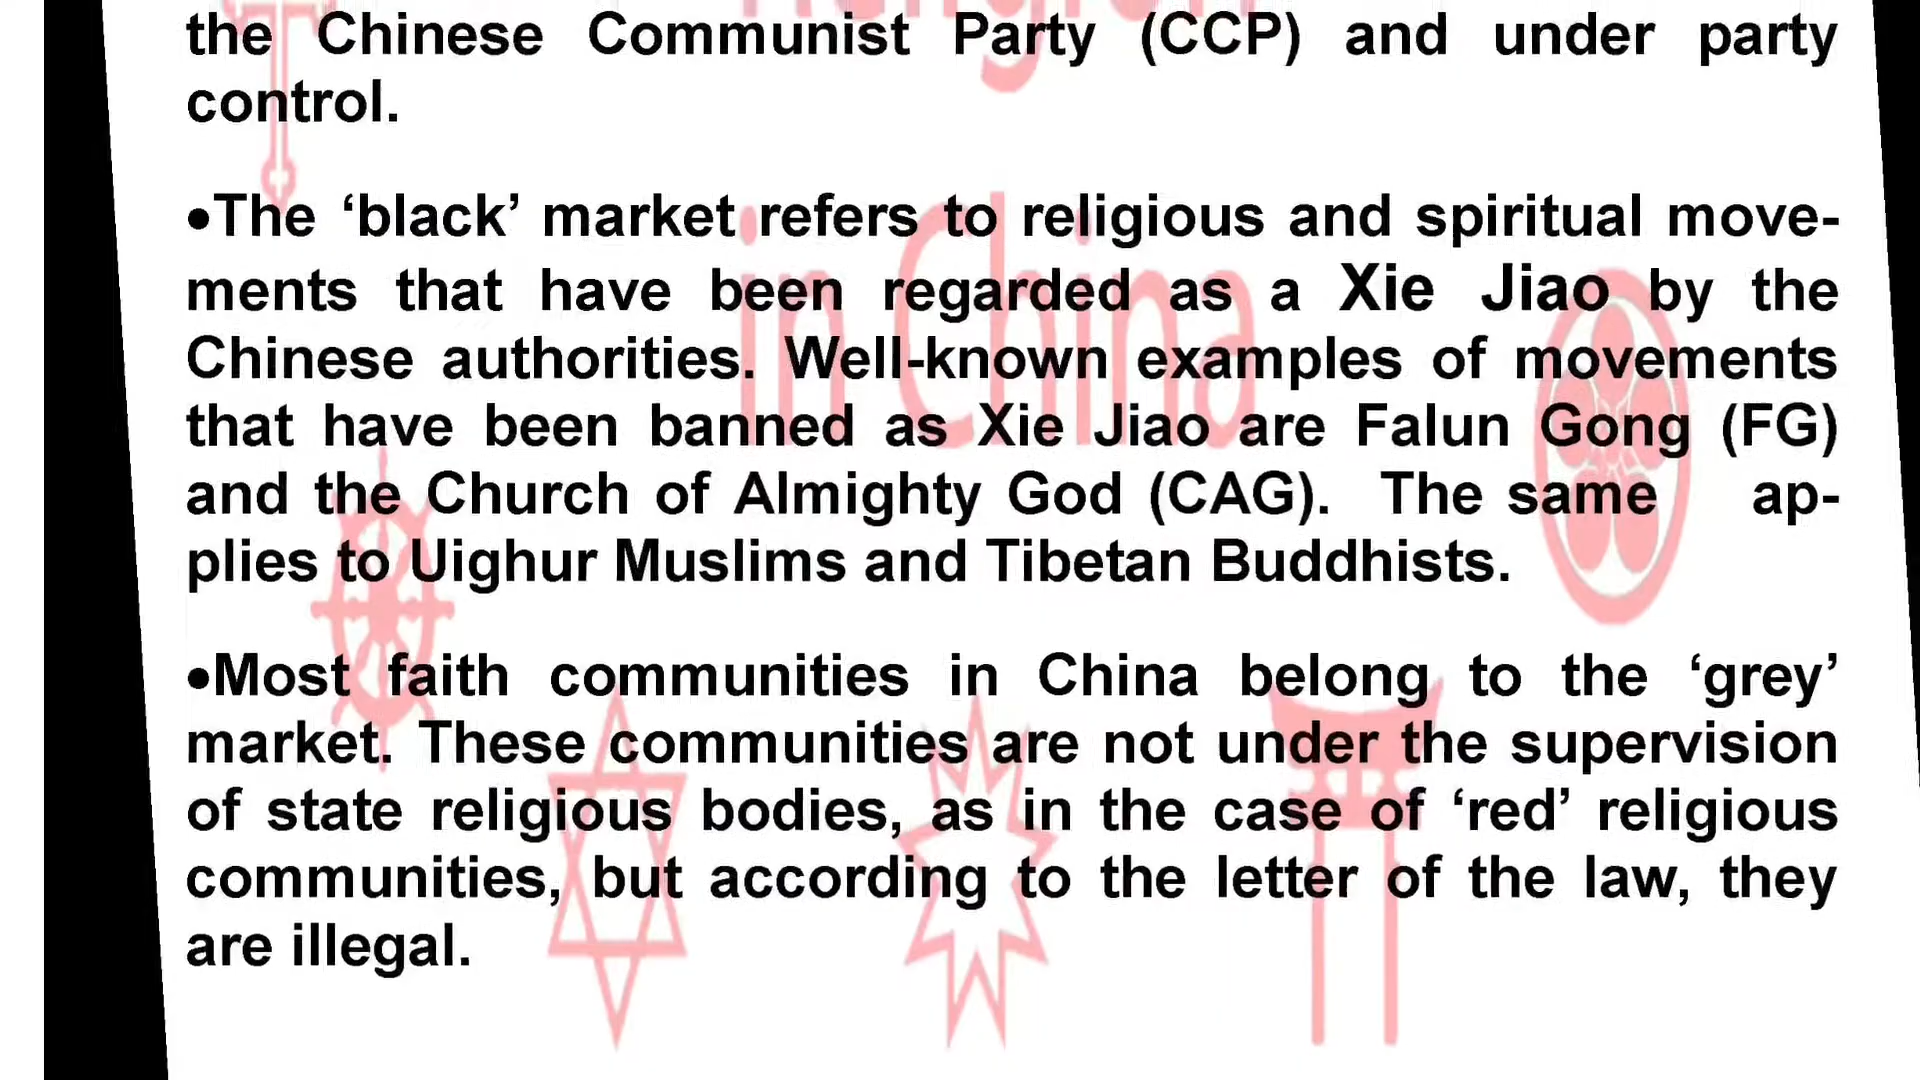 the Chinese Communist Party (CCP) and under party
control.
•The ‘black’ market refers to religious and spiritual move-
ments that have been regarded as a Xie Jiao by the
Chinese authorities. Well-known examples of movements
that have been banned as Xie Jiao are Falun Gong (FG)
and the Church of Almighty God (CAG). The same ap-
plies to Uighur Muslims and Tibetan Buddhists.
•Most faith communities in China belong to the ‘grey’
market. These communities are not under the supervision
of state religious bodies, as in the case of ‘red’ religious
communities, but according to the letter of the law, they
are illegal.
in China